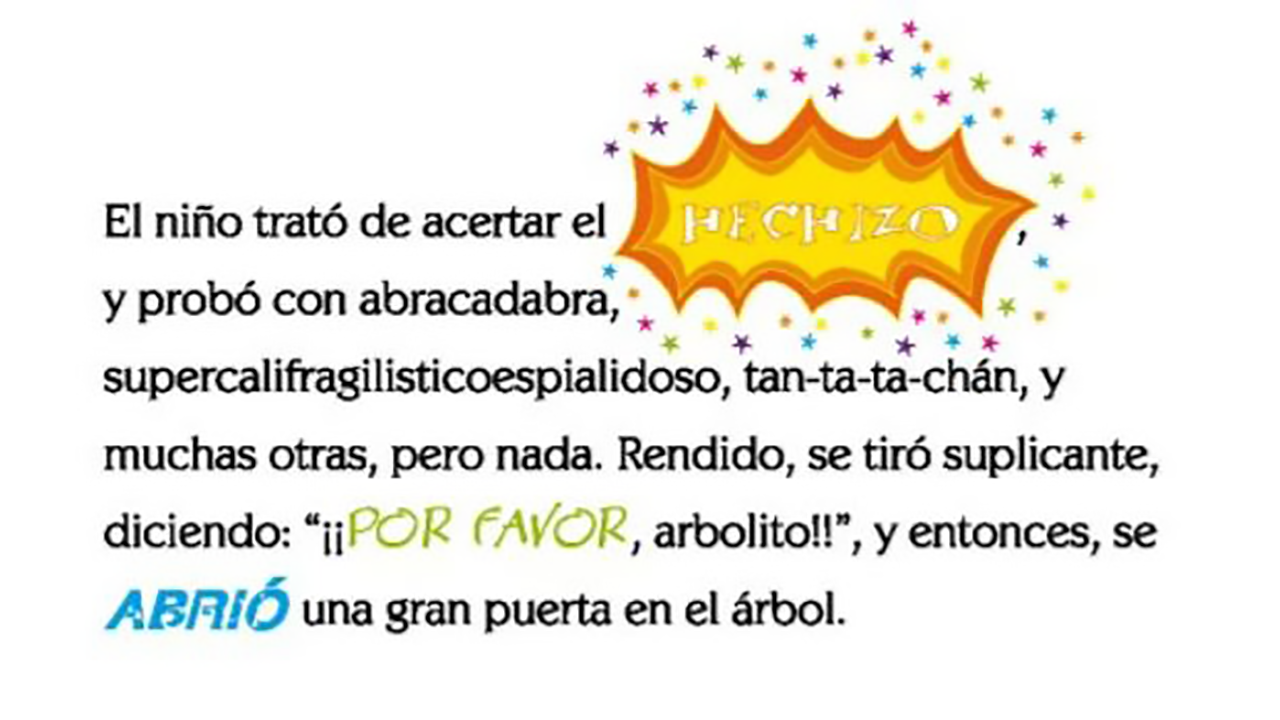 El niño trató de acertar el HECHIZO,
y probó con abracadabra,
supercalifragilisticoespialidoso, tan-ta-ta-chán, y
muchas otras, pero nada. Rendido, se tiró suplicante,
diciendo: “¡¡POR FAVOR, arbolito!!”, y entonces, se
ABRIÓ una gran puerta en el árbol.